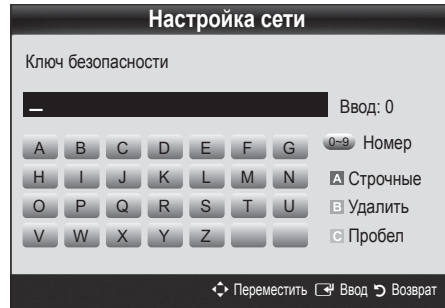 Настройка сети
Ключ безопасности
_
Ввод: 0
A B C D E F G 0~9 Номер
H I J K L M N A Строчные
O P Q R S T U B Удалить
V W X Y Z C Пробел
Переместить Ввод Возврат